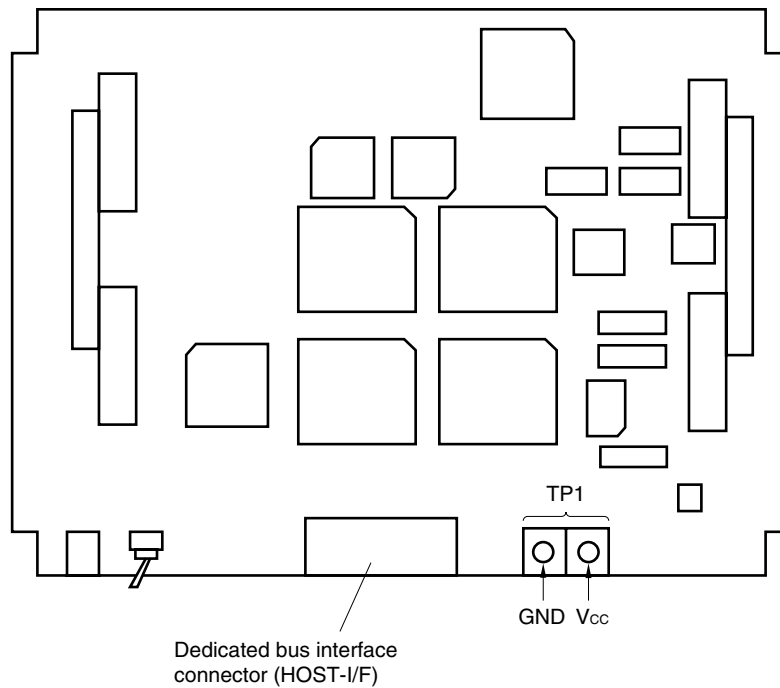 TP1
GND VCC
Dedicated bus interface
connector (HOST-I/F)